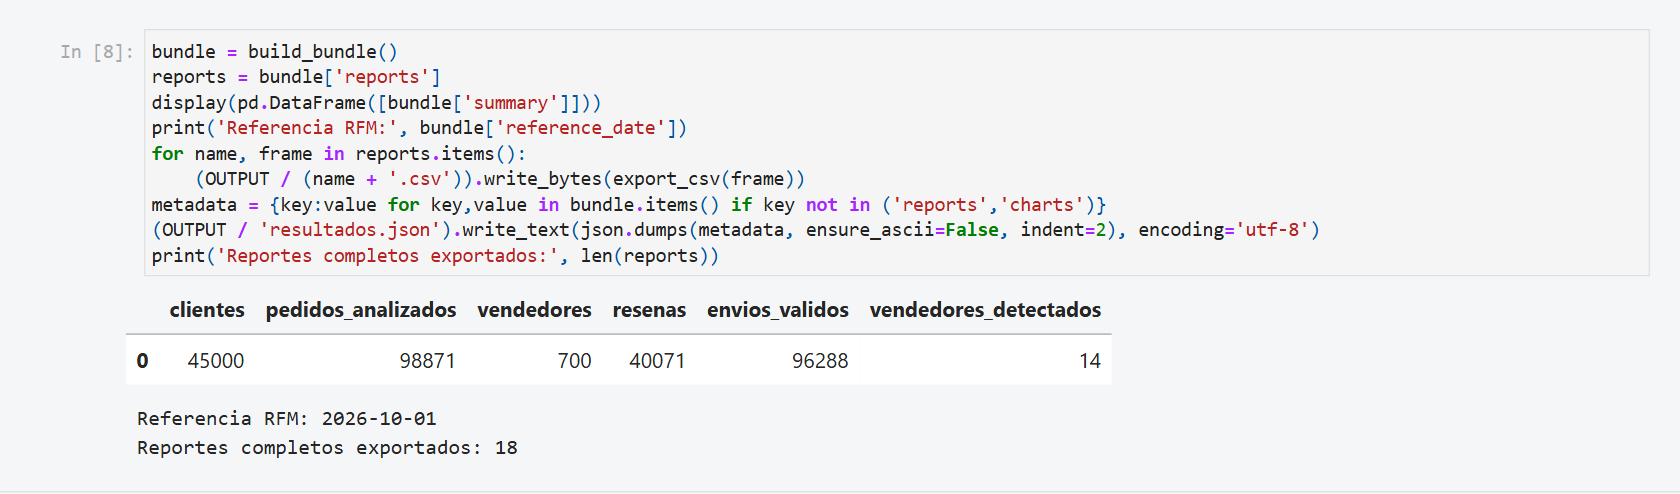 In [8]: bundle = build_bundle()
reports = bundle['reports']
display(pd.DataFrame([bundle['summary']]))
print('Referencia RFM:', bundle['reference_date'])
for name, frame in reports.items():
    (OUTPUT / (name + '.csv')).write_bytes(export_csv(frame))
metadata = {key:value for key,value in bundle.items() if key not in ('reports','charts')}
(OUTPUT / 'resultados.json').write_text(json.dumps(metadata, ensure_ascii=False, indent=2), encoding='utf-8')
print('Reportes completos exportados:', len(reports))
clientes pedidos_analizados vendedores resenas envios_validos vendedores_detectados
0 45000 98871 700 40071 96288 14
Referencia RFM: 2026-10-01
Reportes completos exportados: 18